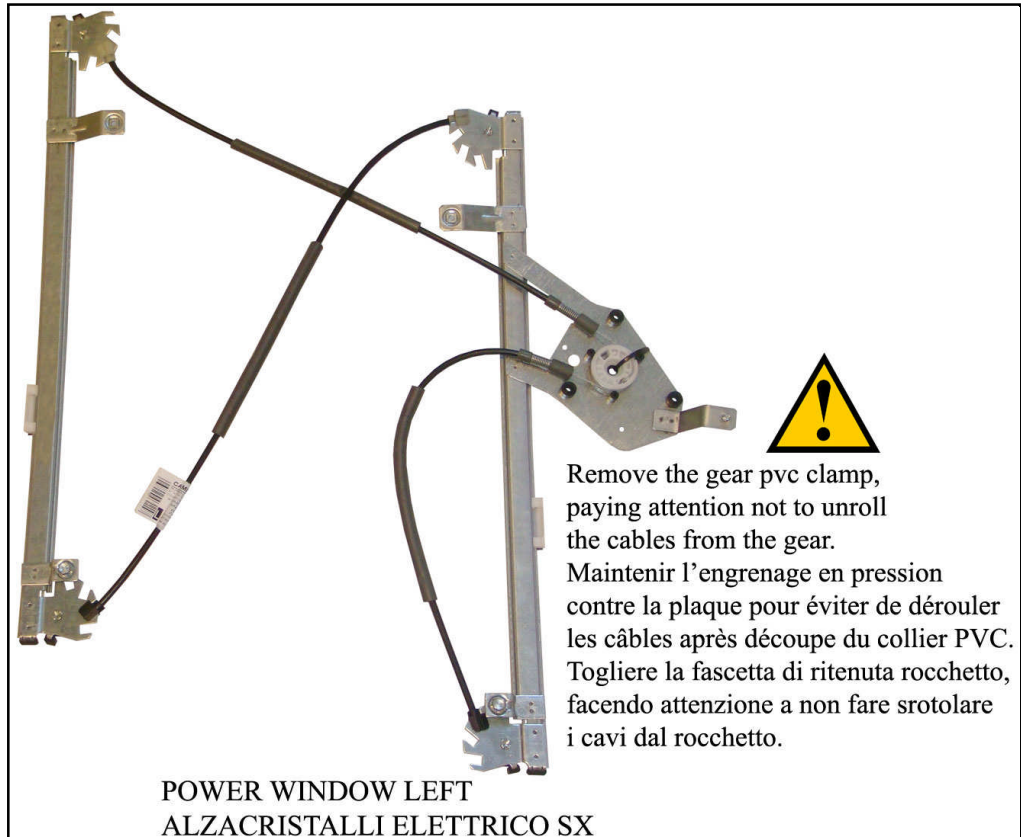 Remove the gear pvc clamp,
paying attention not to unroll
the cables from the gear.
Maintenir l’engrenage en pression
contre la plaque pour éviter de dérouler
les câbles après découpe du collier PVC.
Togliere la fascetta di ritenuta rocchetto,
facendo attenzione a non fare srotolare
i cavi dal rocchetto.
POWER WINDOW LEFT
ALZACRISTALLI ELETTRICO SX